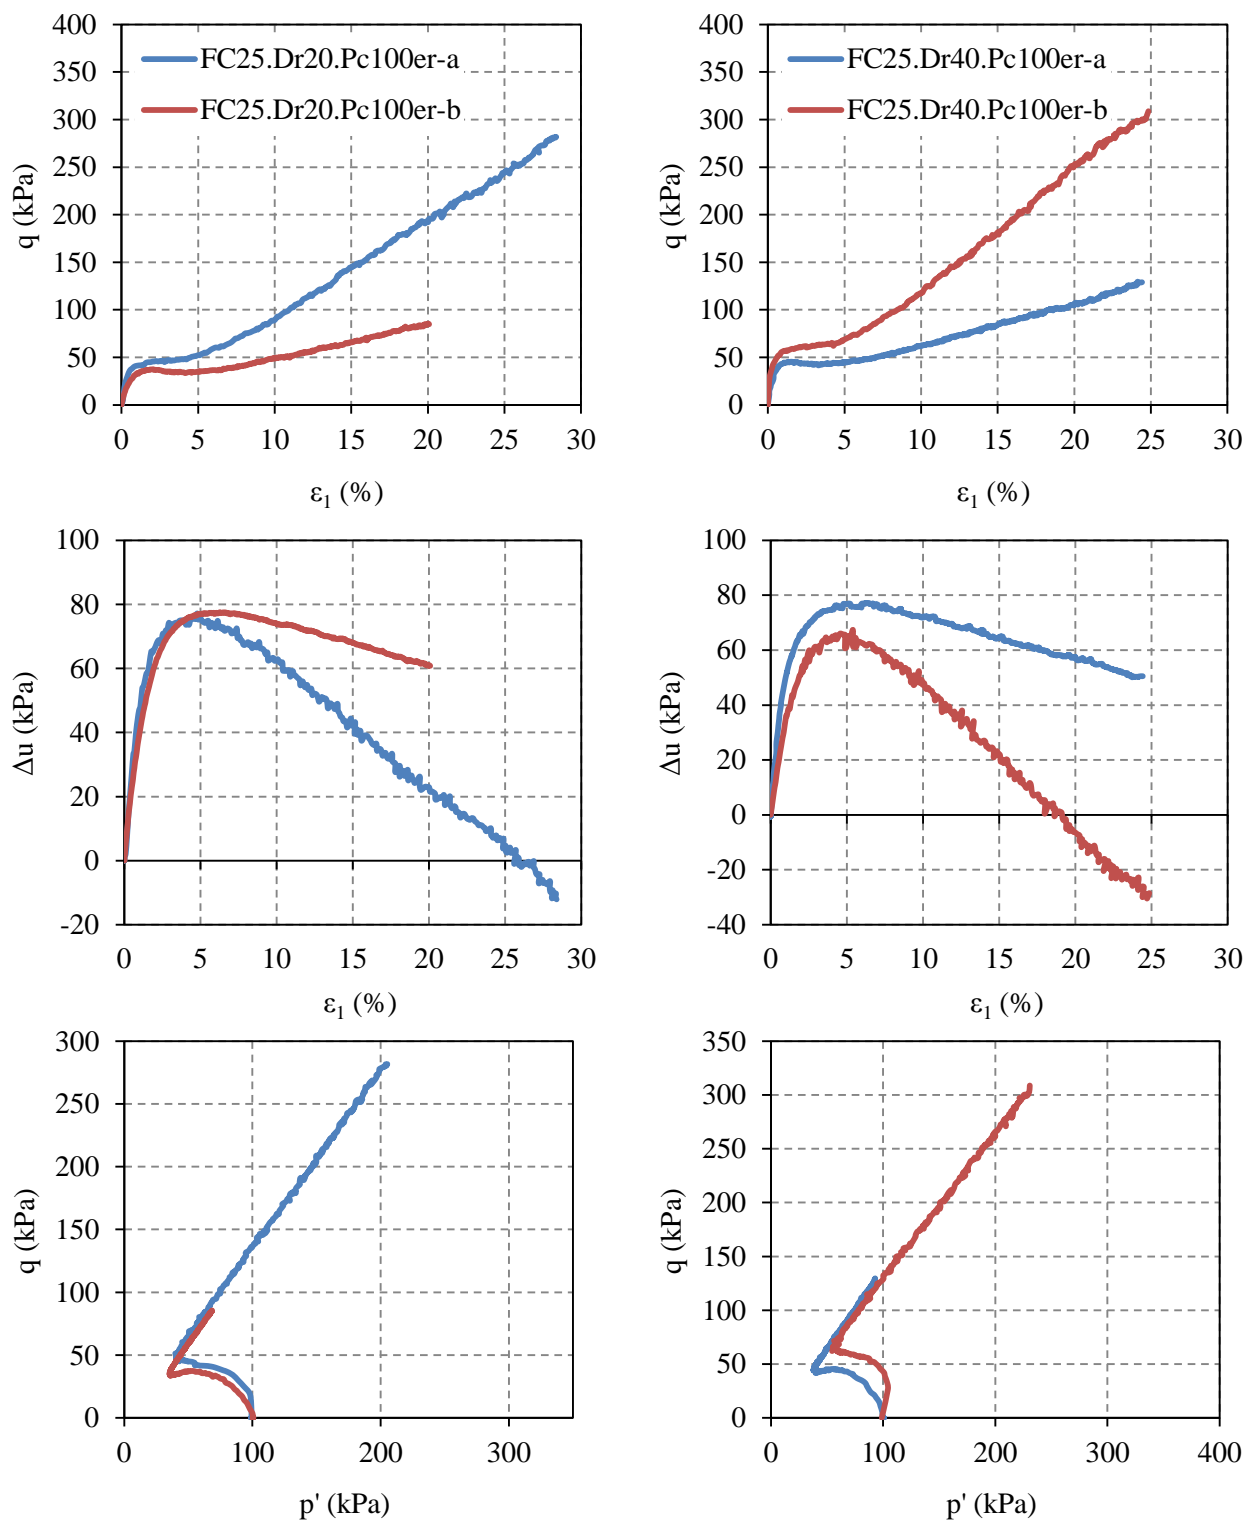 400
350
300
250
200
150
100
50
0
q (kPa)
FC25.Dr20.Pc100er-a
FC25.Dr20.Pc100er-b
0 5 10 15 20 25 30
ε1 (%)
400
350
300
250
200
150
100
50
0
q (kPa)
FC25.Dr40.Pc100er-a
FC25.Dr40.Pc100er-b
0 5 10 15 20 25 30
ε1 (%)
100
80
60
40
20
0
-20
Δu (kPa)
0 5 10 15 20 25 30
ε1 (%)
100
80
60
40
20
0
-20
-40
Δu (kPa)
0 5 10 15 20 25 30
ε1 (%)
300
250
200
150
100
50
0
q (kPa)
0 100 200 300
p' (kPa)
350
300
250
200
150
100
50
0
q (kPa)
0 100 200 300 400
p' (kPa)